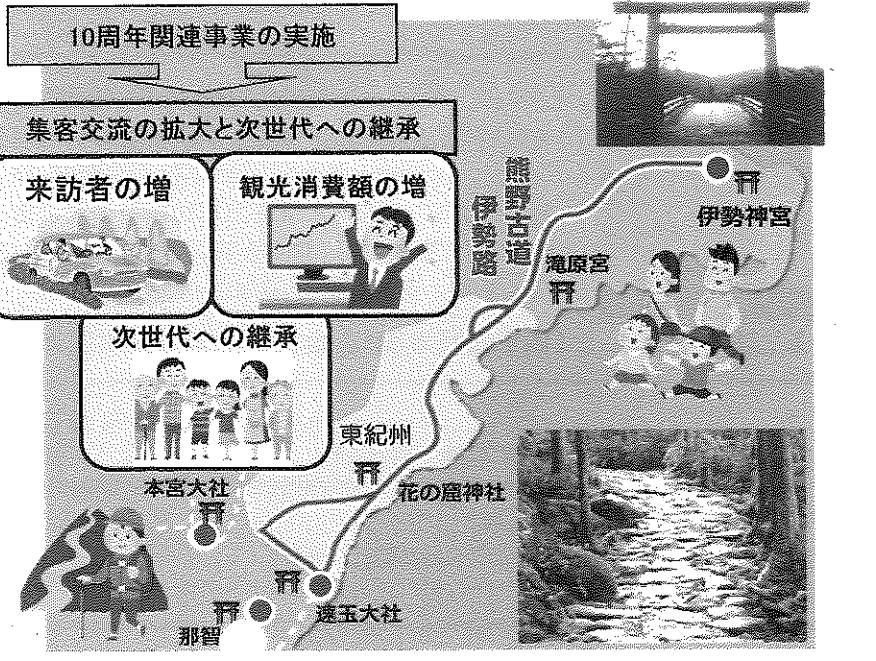 10周年関連事業の実施
集客交流の拡大と次世代への継承
来訪者の増
観光消費額の増
次世代への継承
熊野古道
伊勢路
伊勢神宮
滝原宮
東紀州
花の窟神社
本宮大社
速玉大社
那智